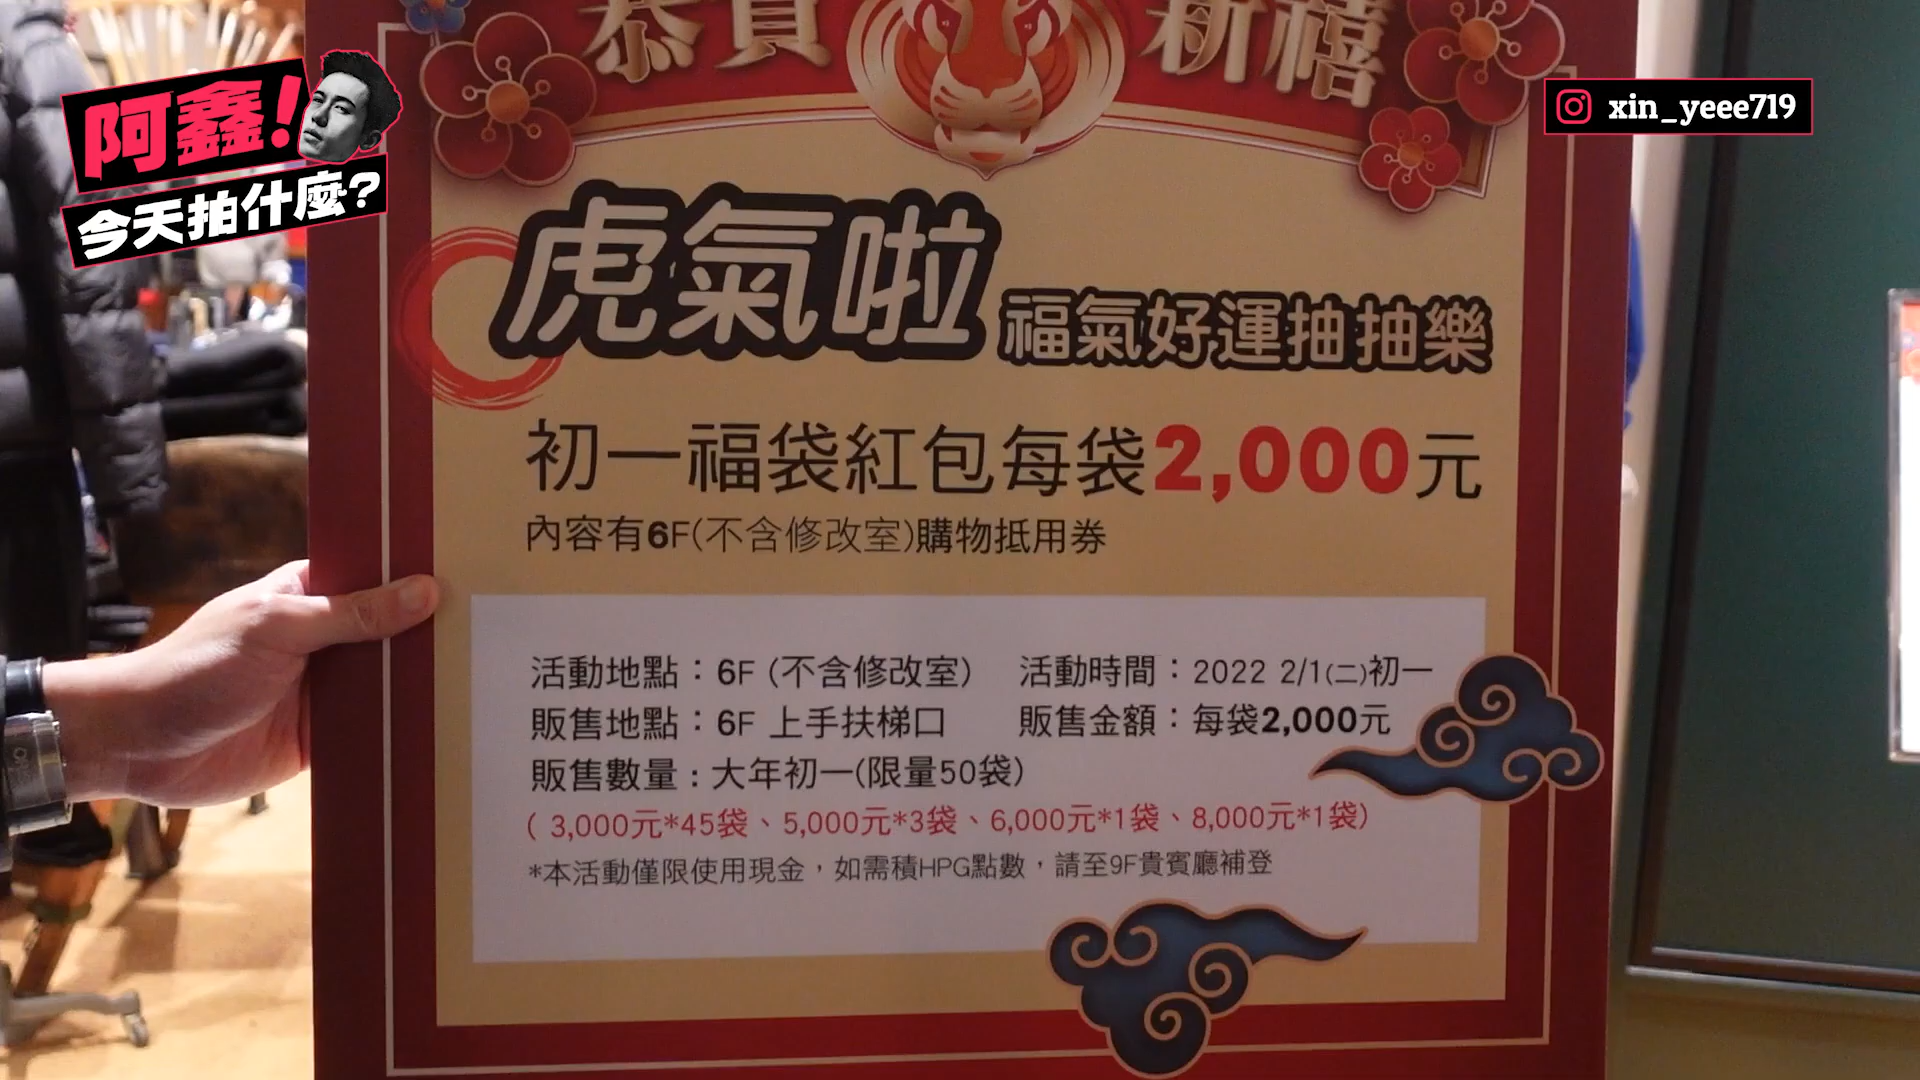 恭賀新禧
阿鑫!
今天拍什麼?
xin_yeee719
虎氣啦 福氣好運抽抽樂
初一福袋紅包每袋2,000元
內容有6F(不含修改室)購物抵用券
活動地點：6F (不含修改室) 活動時間：2022 2/1(二)初一
販售地點：6F 上手扶梯口 販售金額：每袋2,000元
販售數量：大年初一(限量50袋)
( 3,000元*45袋、5,000元*3袋、6,000元*1袋、8,000元*1袋)
*本活動僅限使用現金，如需積HPG點數，請至9F貴賓廳補登